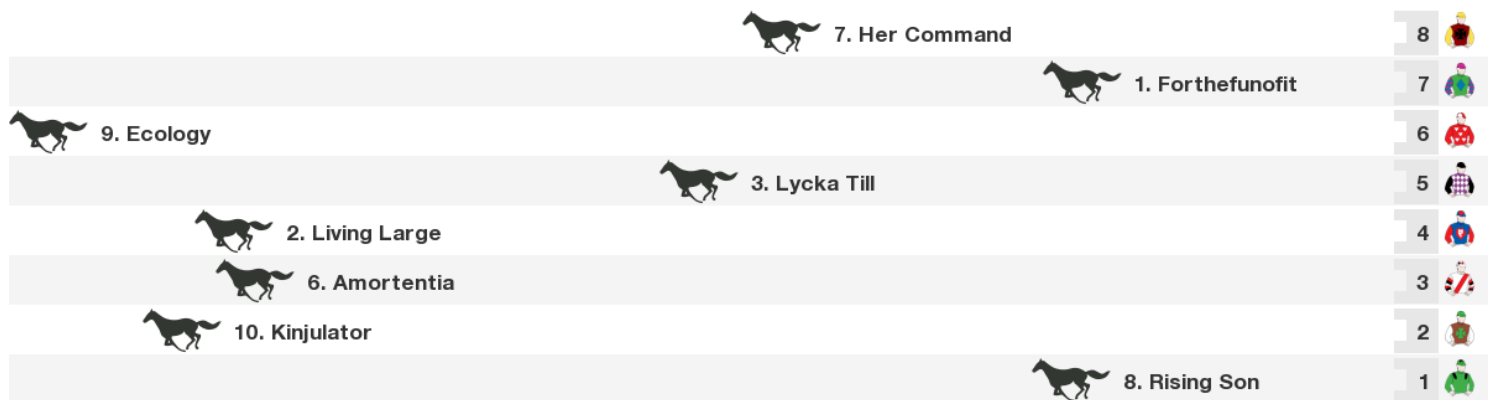 7. Her Command 8
1. Forthefunofit 7
9. Ecology 6
3. Lycka Till 5
2. Living Large 4
6. Amortentia 3
10. Kinjulator 2
8. Rising Son 1